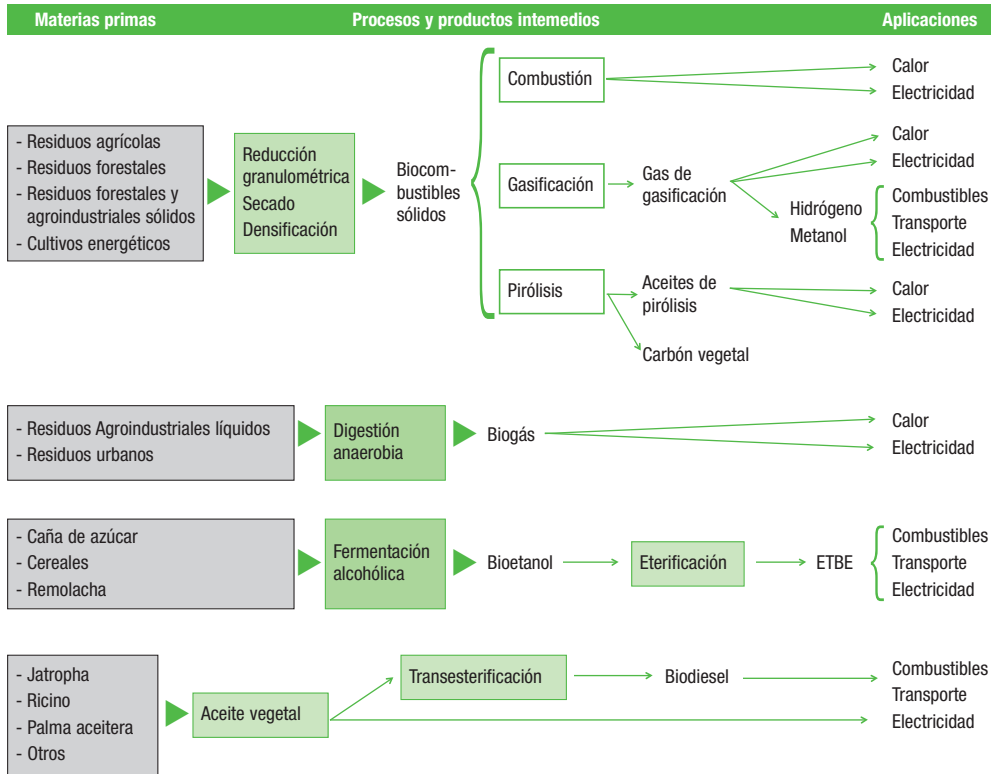 Materias primas
Procesos y productos intemedios
Aplicaciones
- Residuos agrícolas
- Residuos forestales
- Residuos forestales y
agroindustriales sólidos
- Cultivos energéticos
Reducción
granulométrica
Secado
Densificación
Biocom-
bustibles
sólidos
Combustión
Calor
Electricidad
Gasificación
Gas de
gasificación
Calor
Electricidad
Hidrógeno
Metanol
Combustibles
Transporte
Electricidad
Pirólisis
Aceites de
pirólisis
Carbón vegetal
Calor
Electricidad
- Residuos Agroindustriales líquidos
- Residuos urbanos
Digestión
anaerobia
Biogás
Calor
Electricidad
- Caña de azúcar
- Cereales
- Remolacha
Fermentación
alcohólica
Bioetanol
Eterificación
ETBE
Combustibles
Transporte
Electricidad
- Jatropha
- Ricino
- Palma aceitera
- Otros
Aceite vegetal
Transesterificación
Biodiesel
Combustibles
Transporte
Electricidad